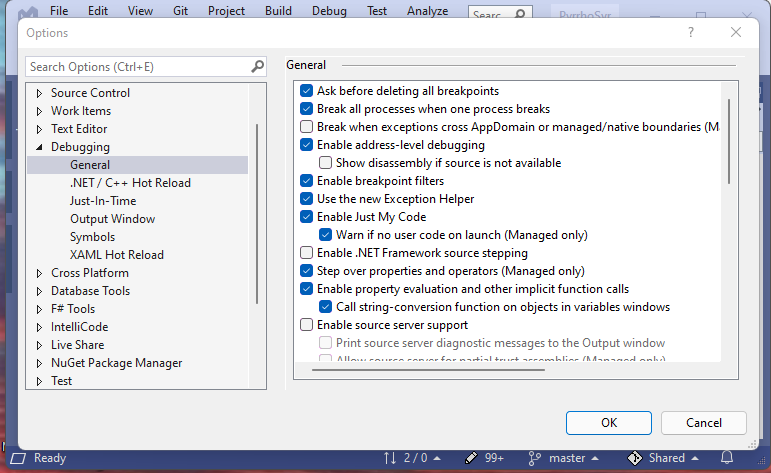 File Edit View Git Project Build Debug Test Analyze
Searc PyrrhoSvr
Options ?
Search Options (Ctrl+E)
Source Control
Work Items
Text Editor
Debugging
General
.NET / C++ Hot Reload
Just-In-Time
Output Window
Symbols
XAML Hot Reload
Cross Platform
Database Tools
F# Tools
IntelliCode
Live Share
NuGet Package Manager
Test
General
Ask before deleting all breakpoints
Break all processes when one process breaks
Break when exceptions cross AppDomain or managed/native boundaries (M
Enable address-level debugging
Show disassembly if source is not available
Enable breakpoint filters
Use the new Exception Helper
Enable Just My Code
Warn if no user code on launch (Managed only)
Enable .NET Framework source stepping
Step over properties and operators (Managed only)
Enable property evaluation and other implicit function calls
Call string-conversion function on objects in variables windows
Enable source server support
Print source server diagnostic messages to the Output window
Allow source server for partial trust assemblies (Managed only)
OK Cancel
Ready 2 / 0 99+ master Shared